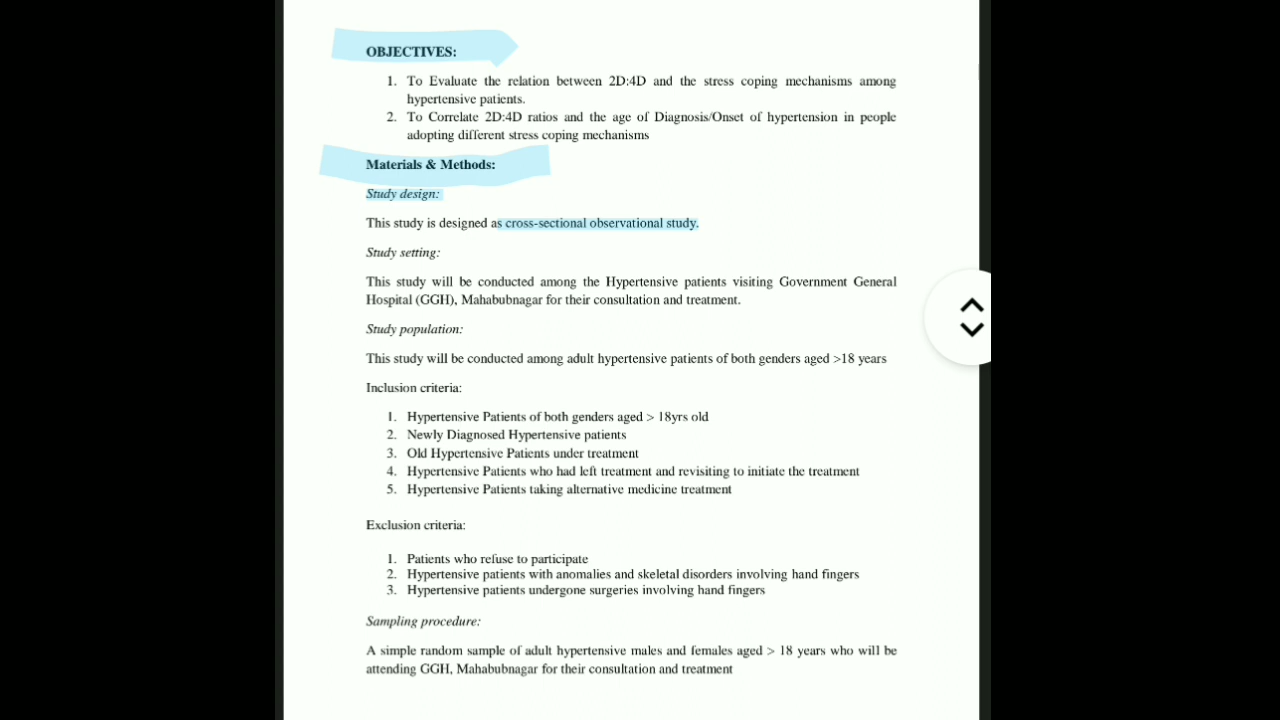 OBJECTIVES:
1. To Evaluate the relation between 2D:4D and the stress coping mechanisms among
hypertensive patients.
2. To Correlate 2D:4D ratios and the age of Diagnosis/Onset of hypertension in people
adopting different stress coping mechanisms
Materials & Methods:
Study design:
This study is designed as cross-sectional observational study.
Study setting:
This study will be conducted among the Hypertensive patients visiting Government General
Hospital (GGH), Mahabubnagar for their consultation and treatment.
Study population:
This study will be conducted among adult hypertensive patients of both genders aged >18 years
Inclusion criteria:
1. Hypertensive Patients of both genders aged > 18yrs old
2. Newly Diagnosed Hypertensive patients
3. Old Hypertensive Patients under treatment
4. Hypertensive Patients who had left treatment and revisiting to initiate the treatment
5. Hypertensive Patients taking alternative medicine treatment
Exclusion criteria:
1. Patients who refuse to participate
2. Hypertensive patients with anomalies and skeletal disorders involving hand fingers
3. Hypertensive patients undergone surgeries involving hand fingers
Sampling procedure:
A simple random sample of adult hypertensive males and females aged > 18 years who will be
attending GGH, Mahabubnagar for their consultation and treatment